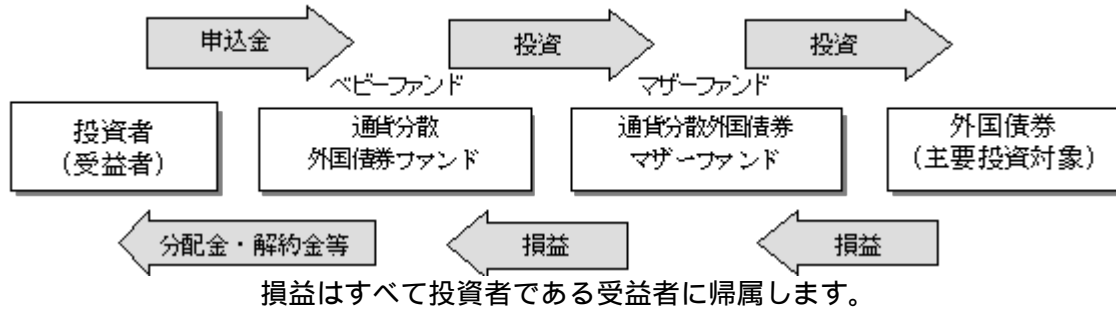 申込金
投資
投資
ベビーファンド
マザーファンド
投資者
(受益者)
通貨分散
外国債券ファンド
通貨分散外国債券
マザーファンド
外国債券
(主要投資対象)
分配金・解約金等
損益
損益
損益はすべて投資者である受益者に帰属します。